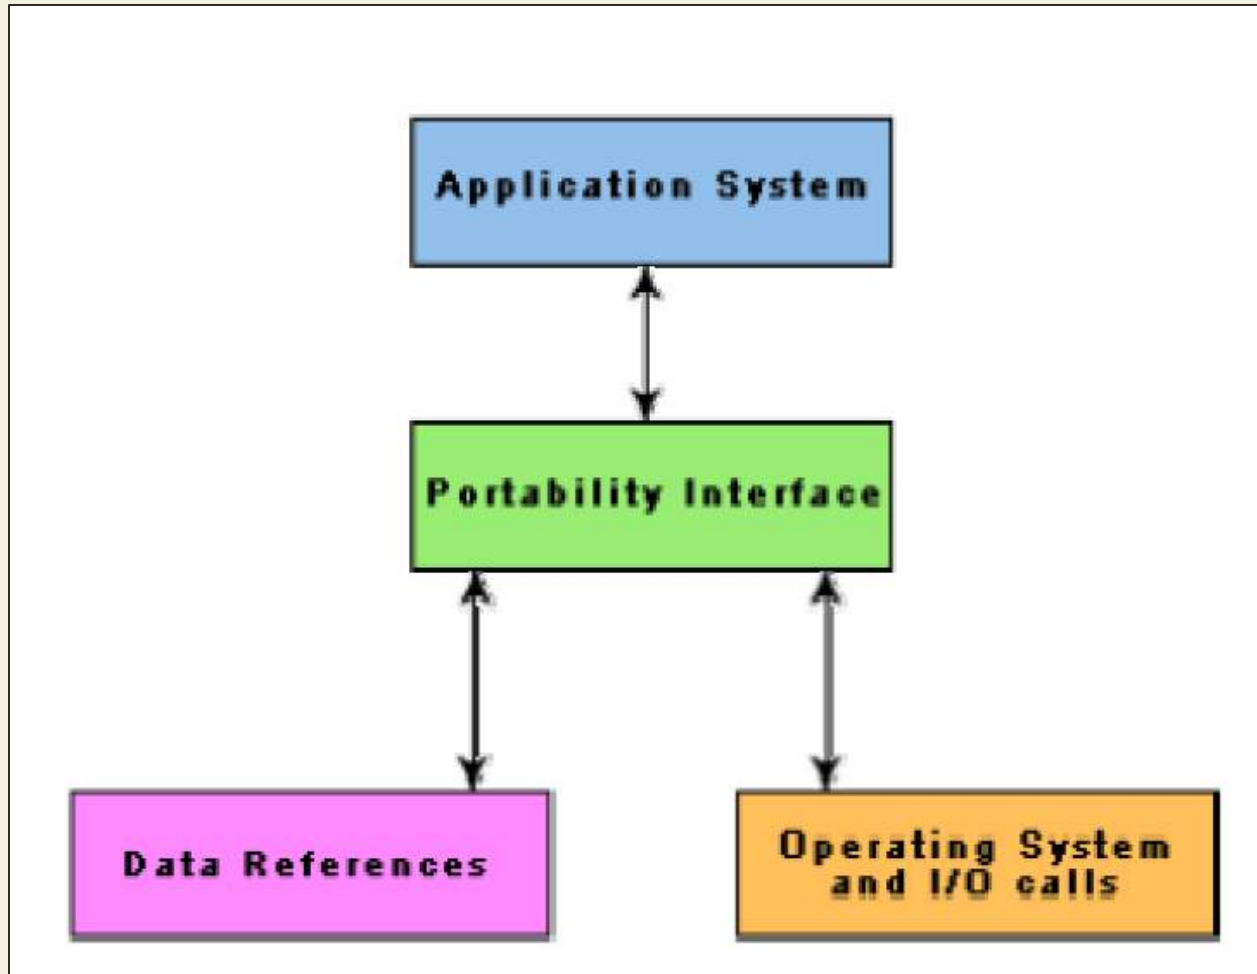 Application System
Portability Interface
Data References
Operating System
and I/O calls